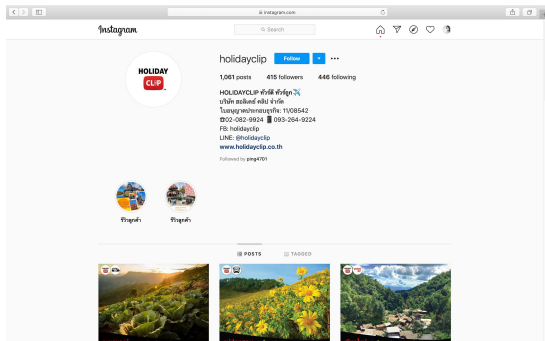 instagram.com
Instagram
Search
holidayclip Follow
1,061 posts 415 followers 446 following
HOLIDAYCLIP ทัวร์ดี ทัวร์ถูก
บริษัท ฮอลิเดย์ คลิป จำกัด
ใบอนุญาตประกอบธุรกิจ: 11/08542
☎02-082-9924 📱093-264-9224
FB: holidayclip
LINE: @holidayclip
www.holidayclip.co.th
Followed by ping4701
HOLIDAY
CLIP
รีวิวลูกค้า รีวิวลูกค้า
POSTS TAGGED